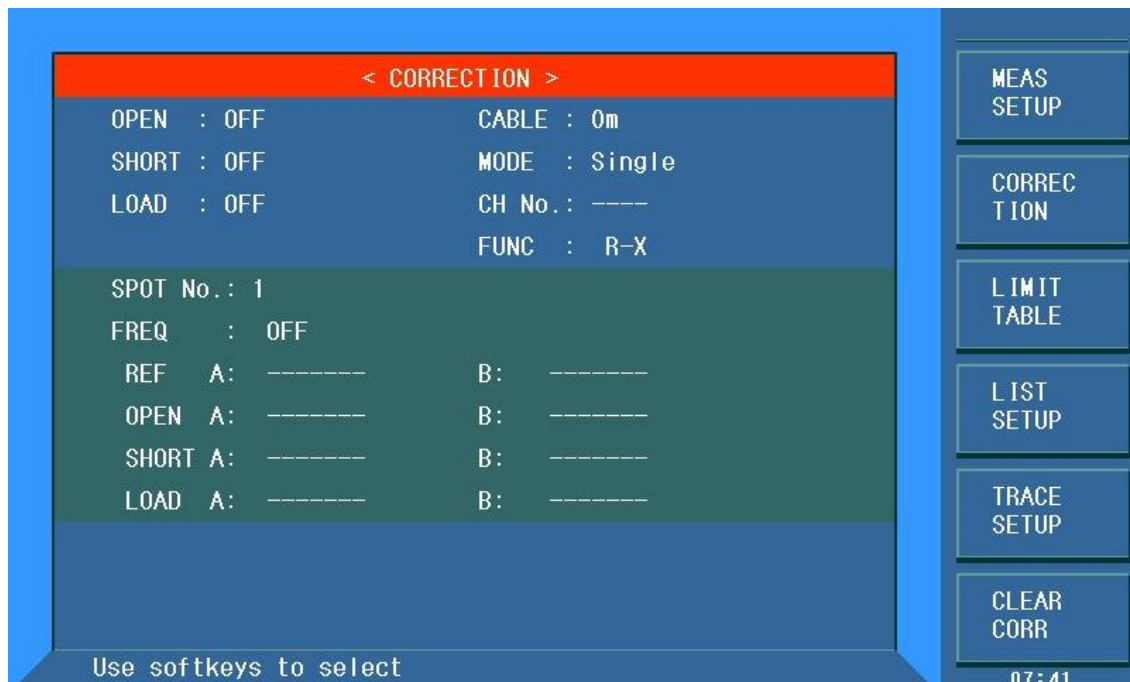 < CORRECTION >
OPEN : OFF CABLE : 0m
SHORT : OFF MODE : Single
LOAD : OFF CH No.: ----
FUNC : R-X
SPOT No.: 1
FREQ : OFF
REF A: ------- B: -------
OPEN A: ------- B: -------
SHORT A: ------- B: -------
LOAD A: ------- B: -------
Use softkeys to select
MEAS
SETUP
CORREC
TION
LIMIT
TABLE
LIST
SETUP
TRACE
SETUP
CLEAR
CORR
07:41